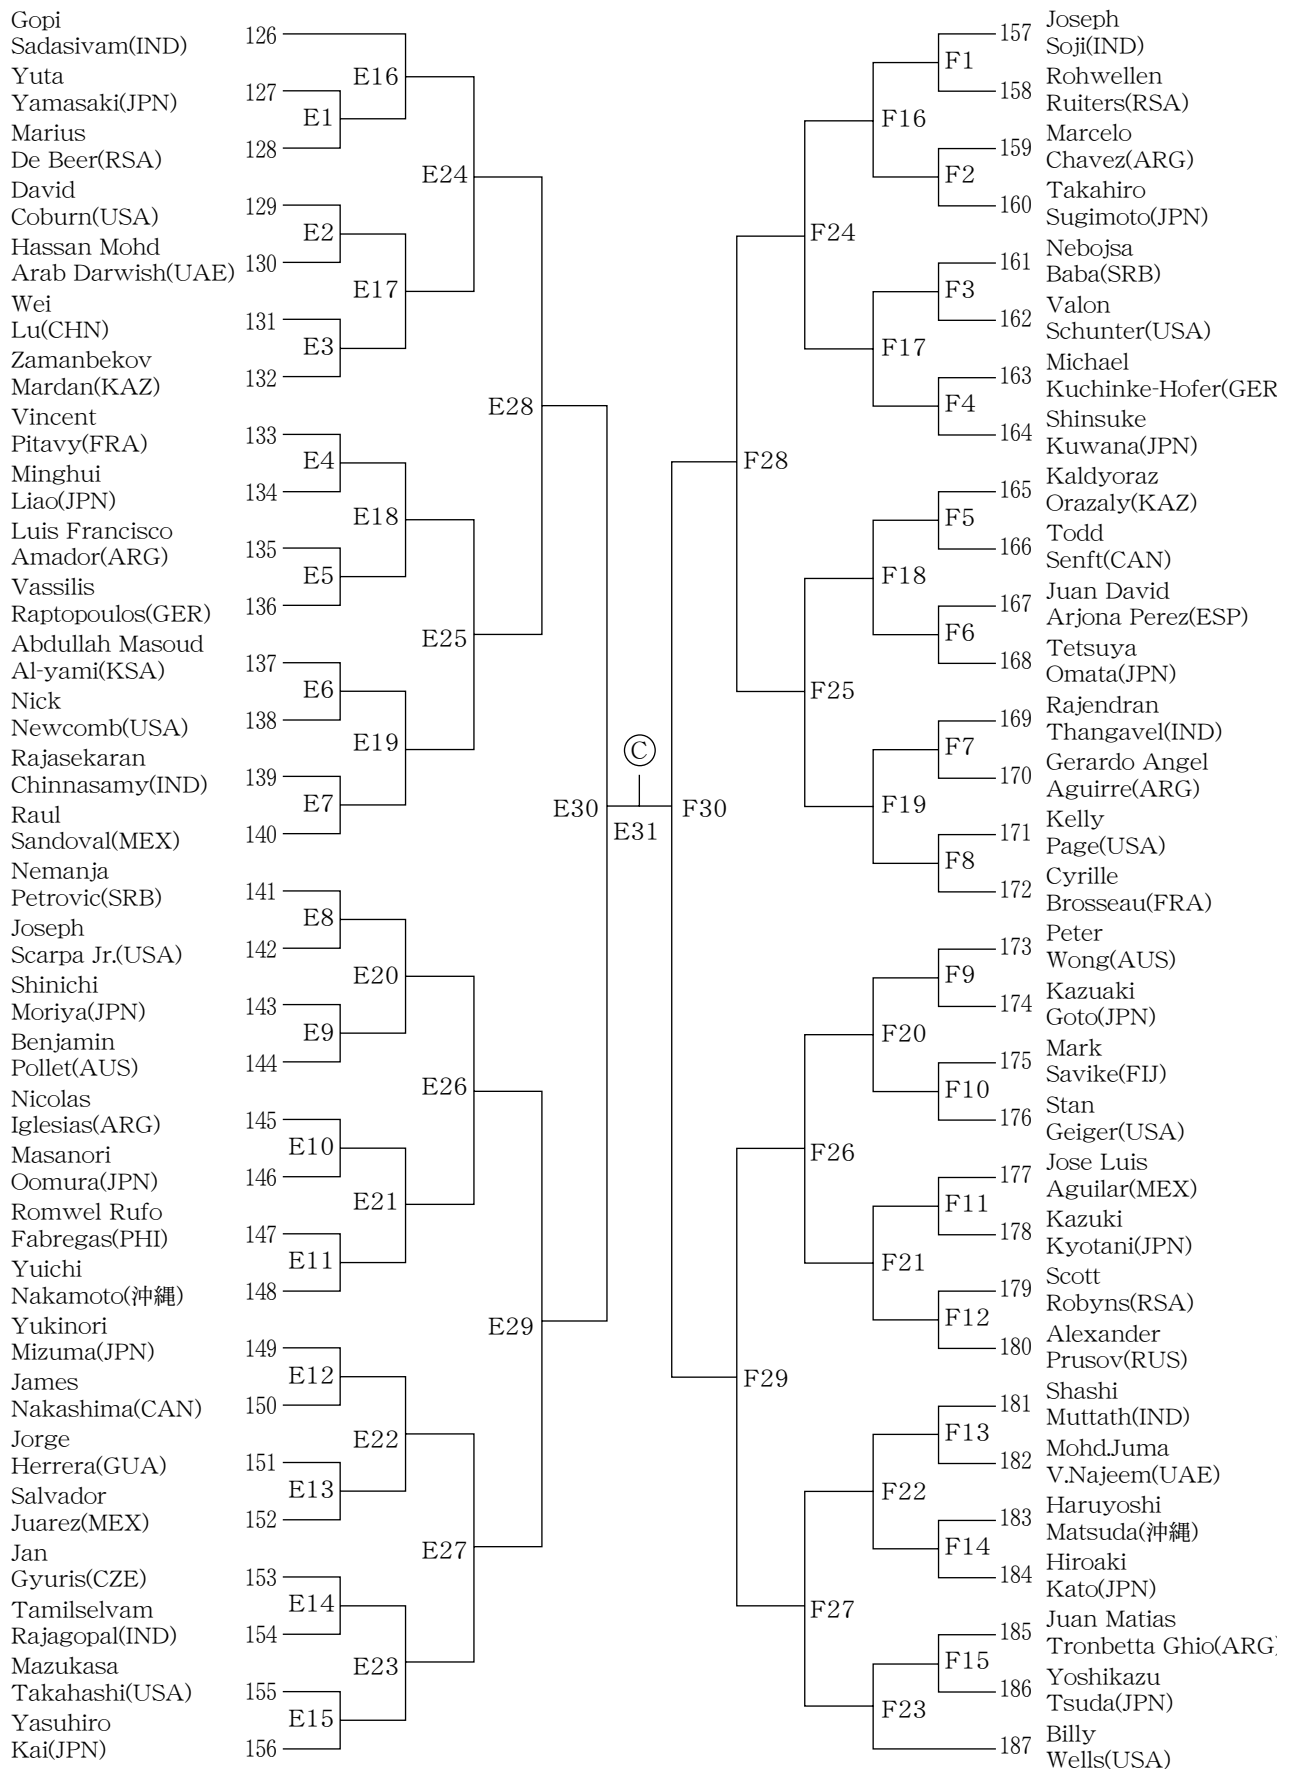 Gopi
Sadasivam(IND) 126
Yuta
Yamasaki(JPN) 127
Marius
De Beer(RSA) 128
David
Coburn(USA) 129
Hassan Mohd
Arab Darwish(UAE) 130
Wei
Lu(CHN) 131
Zamanbekov
Mardan(KAZ) 132
Vincent
Pitavy(FRA) 133
Minghui
Liao(JPN) 134
Luis Francisco
Amador(ARG) 135
Vassilis
Raptopoulos(GER) 136
Abdullah Masoud
Al-yami(KSA) 137
Nick
Newcomb(USA) 138
Rajasekaran
Chinnasamy(IND) 139
Raul
Sandoval(MEX) 140
Nemanja
Petrovic(SRB) 141
Joseph
Scarpa Jr.(USA) 142
Shinichi
Moriya(JPN) 143
Benjamin
Pollet(AUS) 144
Nicolas
Iglesias(ARG) 145
Masanori
Oomura(JPN) 146
Romwel Rufo
Fabregas(PHI) 147
Yuichi
Nakamoto(沖縄) 148
Yukinori
Mizuma(JPN) 149
James
Nakashima(CAN) 150
Jorge
Herrera(GUA) 151
Salvador
Juarez(MEX) 152
Jan
Gyuris(CZE) 153
Tamilselvam
Rajagopal(IND) 154
Mazukasa
Takahashi(USA) 155
Yasuhiro
Kai(JPN) 156
E1
E2
E3
E4
E5
E6
E7
E8
E9
E10
E11
E12
E13
E14
E15
E16
E17
E18
E19
E20
E21
E22
E23
E24
E25
E26
E27
E28
E29
E30
Ⓒ
E31
F30
F28
F29
F24
F25
F26
F27
F16
F17
F18
F19
F20
F21
F22
F23
F1
F2
F3
F4
F5
F6
F7
F8
F9
F10
F11
F12
F13
F14
F15
157 Joseph
Soji(IND)
158 Rohwellen
Ruiters(RSA)
159 Marcelo
Chavez(ARG)
160 Takahiro
Sugimoto(JPN)
161 Nebojsa
Baba(SRB)
162 Valon
Schunter(USA)
163 Michael
Kuchinke-Hofer(GER
164 Shinsuke
Kuwana(JPN)
165 Kaldyoraz
Orazaly(KAZ)
166 Todd
Senft(CAN)
167 Juan David
Arjona Perez(ESP)
168 Tetsuya
Omata(JPN)
169 Rajendran
Thangavel(IND)
170 Gerardo Angel
Aguirre(ARG)
171 Kelly
Page(USA)
172 Cyrille
Brosseau(FRA)
173 Peter
Wong(AUS)
174 Kazuaki
Goto(JPN)
175 Mark
Savike(FIJ)
176 Stan
Geiger(USA)
177 Jose Luis
Aguilar(MEX)
178 Kazuki
Kyotani(JPN)
179 Scott
Robyns(RSA)
180 Alexander
Prusov(RUS)
181 Shashi
Muttath(IND)
182 Mohd.Juma
V.Najeem(UAE)
183 Haruyoshi
Matsuda(沖縄)
184 Hiroaki
Kato(JPN)
185 Juan Matias
Tronbetta Ghio(ARG)
186 Yoshikazu
Tsuda(JPN)
187 Billy
Wells(USA)